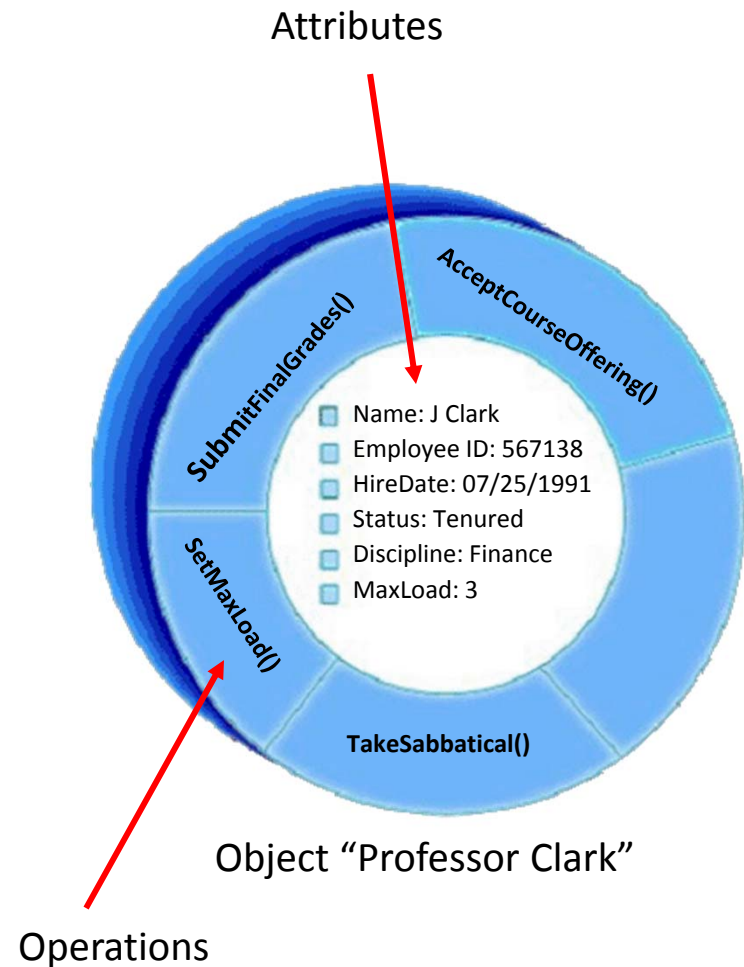 Attributes
SubmitFinalGrades()
AcceptCourseOffering()
Name: J Clark
Employee ID: 567138
HireDate: 07/25/1991
Status: Tenured
Discipline: Finance
MaxLoad: 3
SetMaxLoad()
TakeSabbatical()
Object “Professor Clark”
Operations